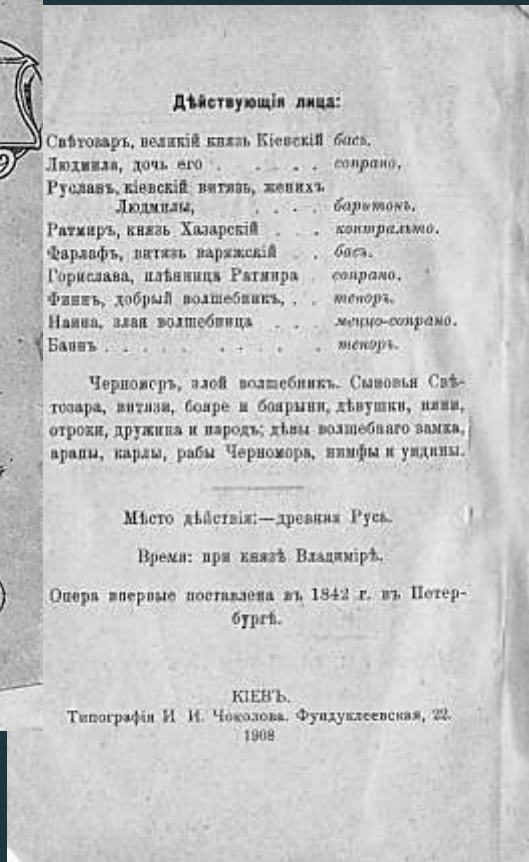 Дѣйствующія лица:
Свѣтозаръ, великій князь Кіевскій басъ.
Людмила, дочь его . . . . . сопрано.
Русланъ, кіевскій витязь, женихъ
Людмилы, . . . . баритонъ.
Ратмиръ, князь Хазарскій . . . контральто.
Фарлафъ, витязь варяжскій . . басъ.
Горислава, плѣнница Ратмира . сопрано.
Финнъ, добрый волшебникъ, . . теноръ.
Наина, злая волшебница . . . меццо-сопрано.
Баянъ . . . . . . . . . . теноръ.
Черноморъ, злой волшебникъ. Сыновья Свѣ-
тозара, витязи, бояре и боярыни, дѣвушки, няни,
отроки, дружина и народъ; дѣвы волшебнаго замка,
арапы, карлы, рабы Черномора, нимфы и ундины.
Мѣсто дѣйствія:—древняя Русь.
Время: при князѣ Владимірѣ.
Опера впервые поставлена въ 1842 г. въ Петер-
бургѣ.
КІЕВЪ.
Типографія И И. Чоколова. Фундуклеевская, 22.
1908